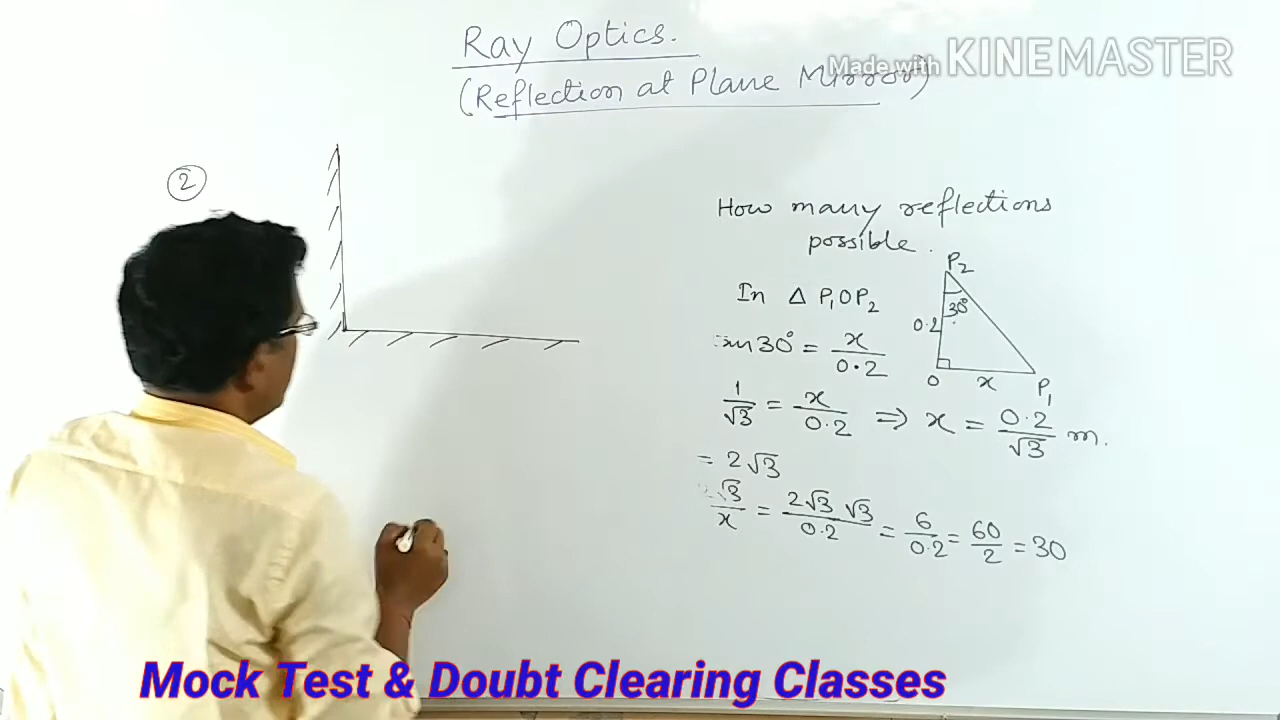 Ray Optics.
(Reflection at Plane Mirror)
Made with KINEMASTER
2
How many reflections
possible.
In Δ P₁OP₂
30° = x/0.2
1/√3 = x/0.2 ⇒ x = 0.2/√3 m.
= 2√3
2√3/x = 2√3 √3/0.2 = 6/0.2 = 60/2 = 30
P₂
30°
0.2
O
x
P₁
Mock Test & Doubt Clearing Classes